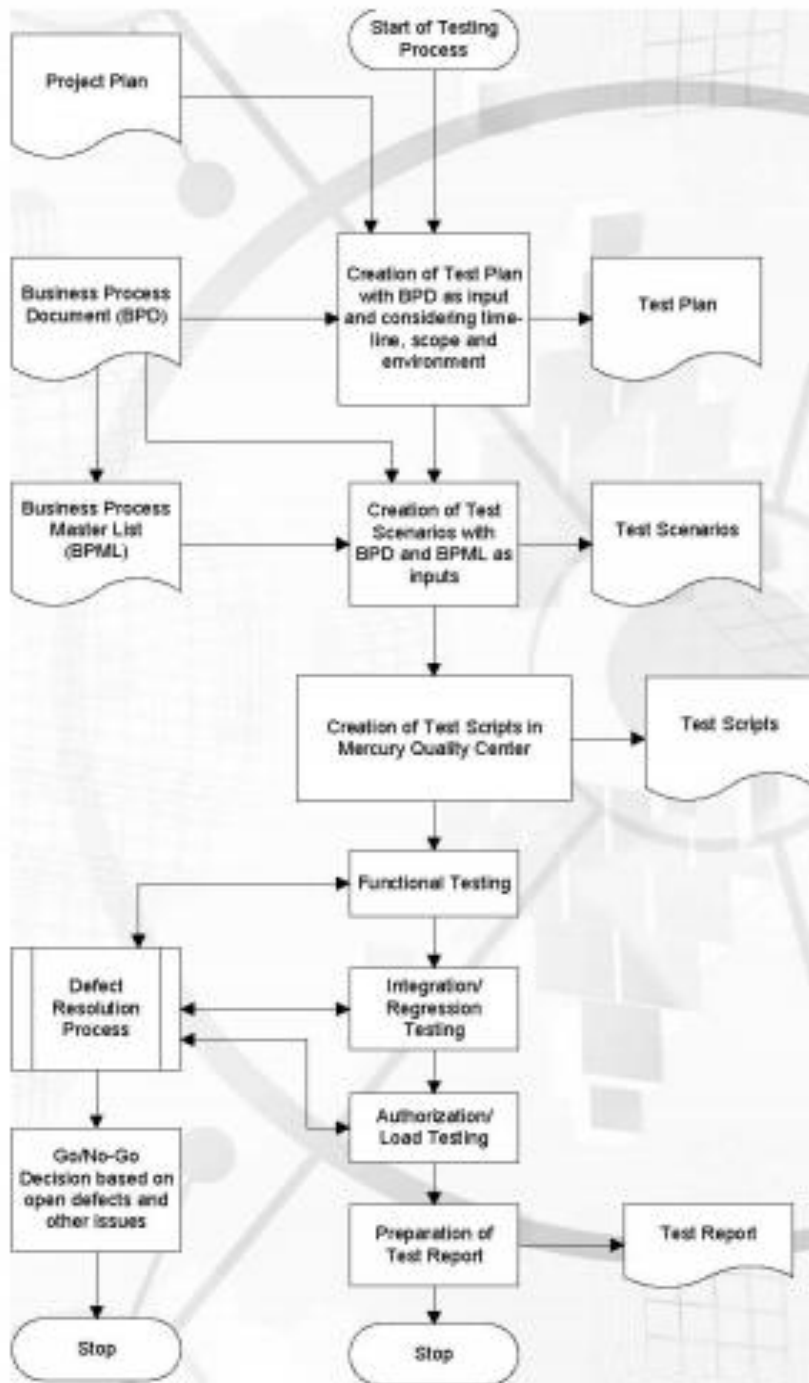 Start of Testing
Process
Project Plan
Business Process
Document (BPD)
Creation of Test Plan
with BPD as input
and considering time-
line, scope and
environment
Test Plan
Business Process
Master List
(BPML)
Creation of Test
Scenarios with
BPD and BPML as
inputs
Test Scenarios
Creation of Test Scripts in
Mercury Quality Center
Test Scripts
Functional Testing
Defect
Resolution
Process
Integration/
Regression
Testing
Authorization/
Load Testing
Go/No-Go
Decision based on
open defects and
other issues
Preparation of
Test Report
Test Report
Stop
Stop